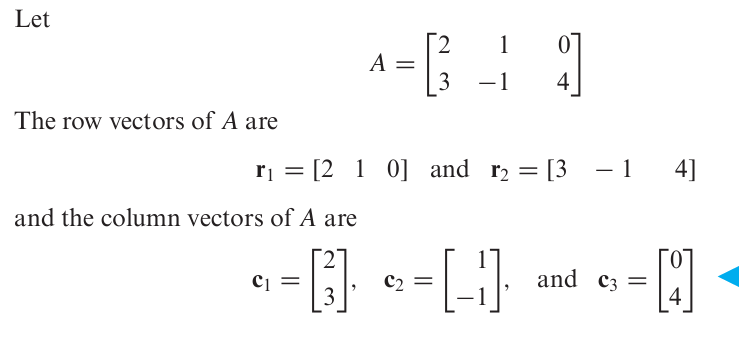 Let
A = [2 1 0
3 −1 4]
The row vectors of A are
r₁ = [2 1 0] and r₂ = [3 − 1 4]
and the column vectors of A are
c₁ = [2
3], c₂ = [1
−1], and c₃ = [0
4]